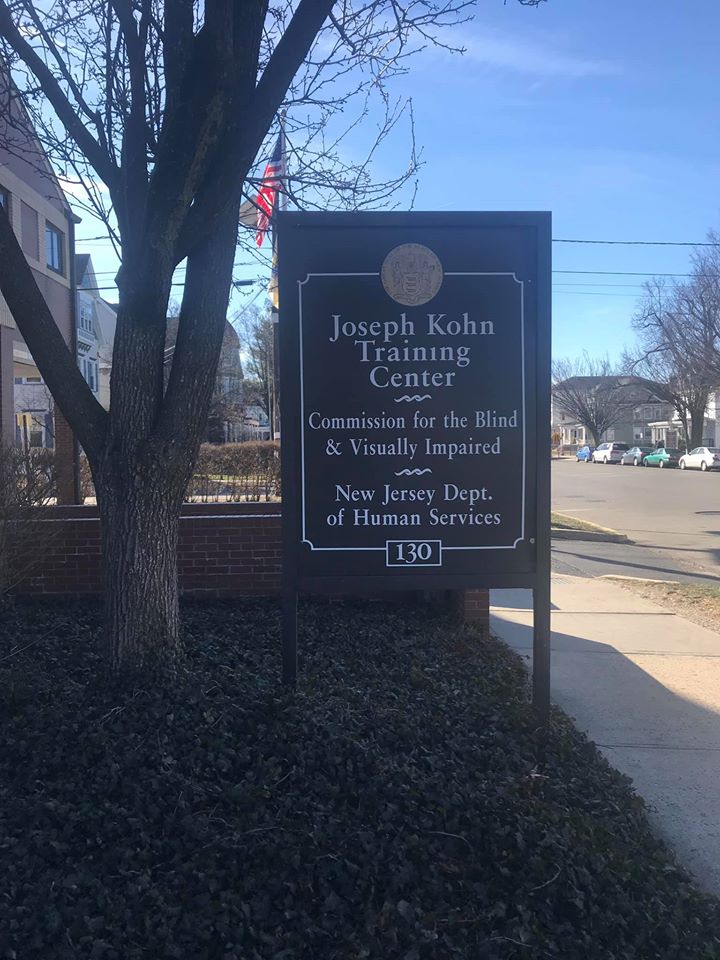 Joseph Kohn
Training
Center
Commission for the Blind
& Visually Impaired
New Jersey Dept.
of Human Services
130